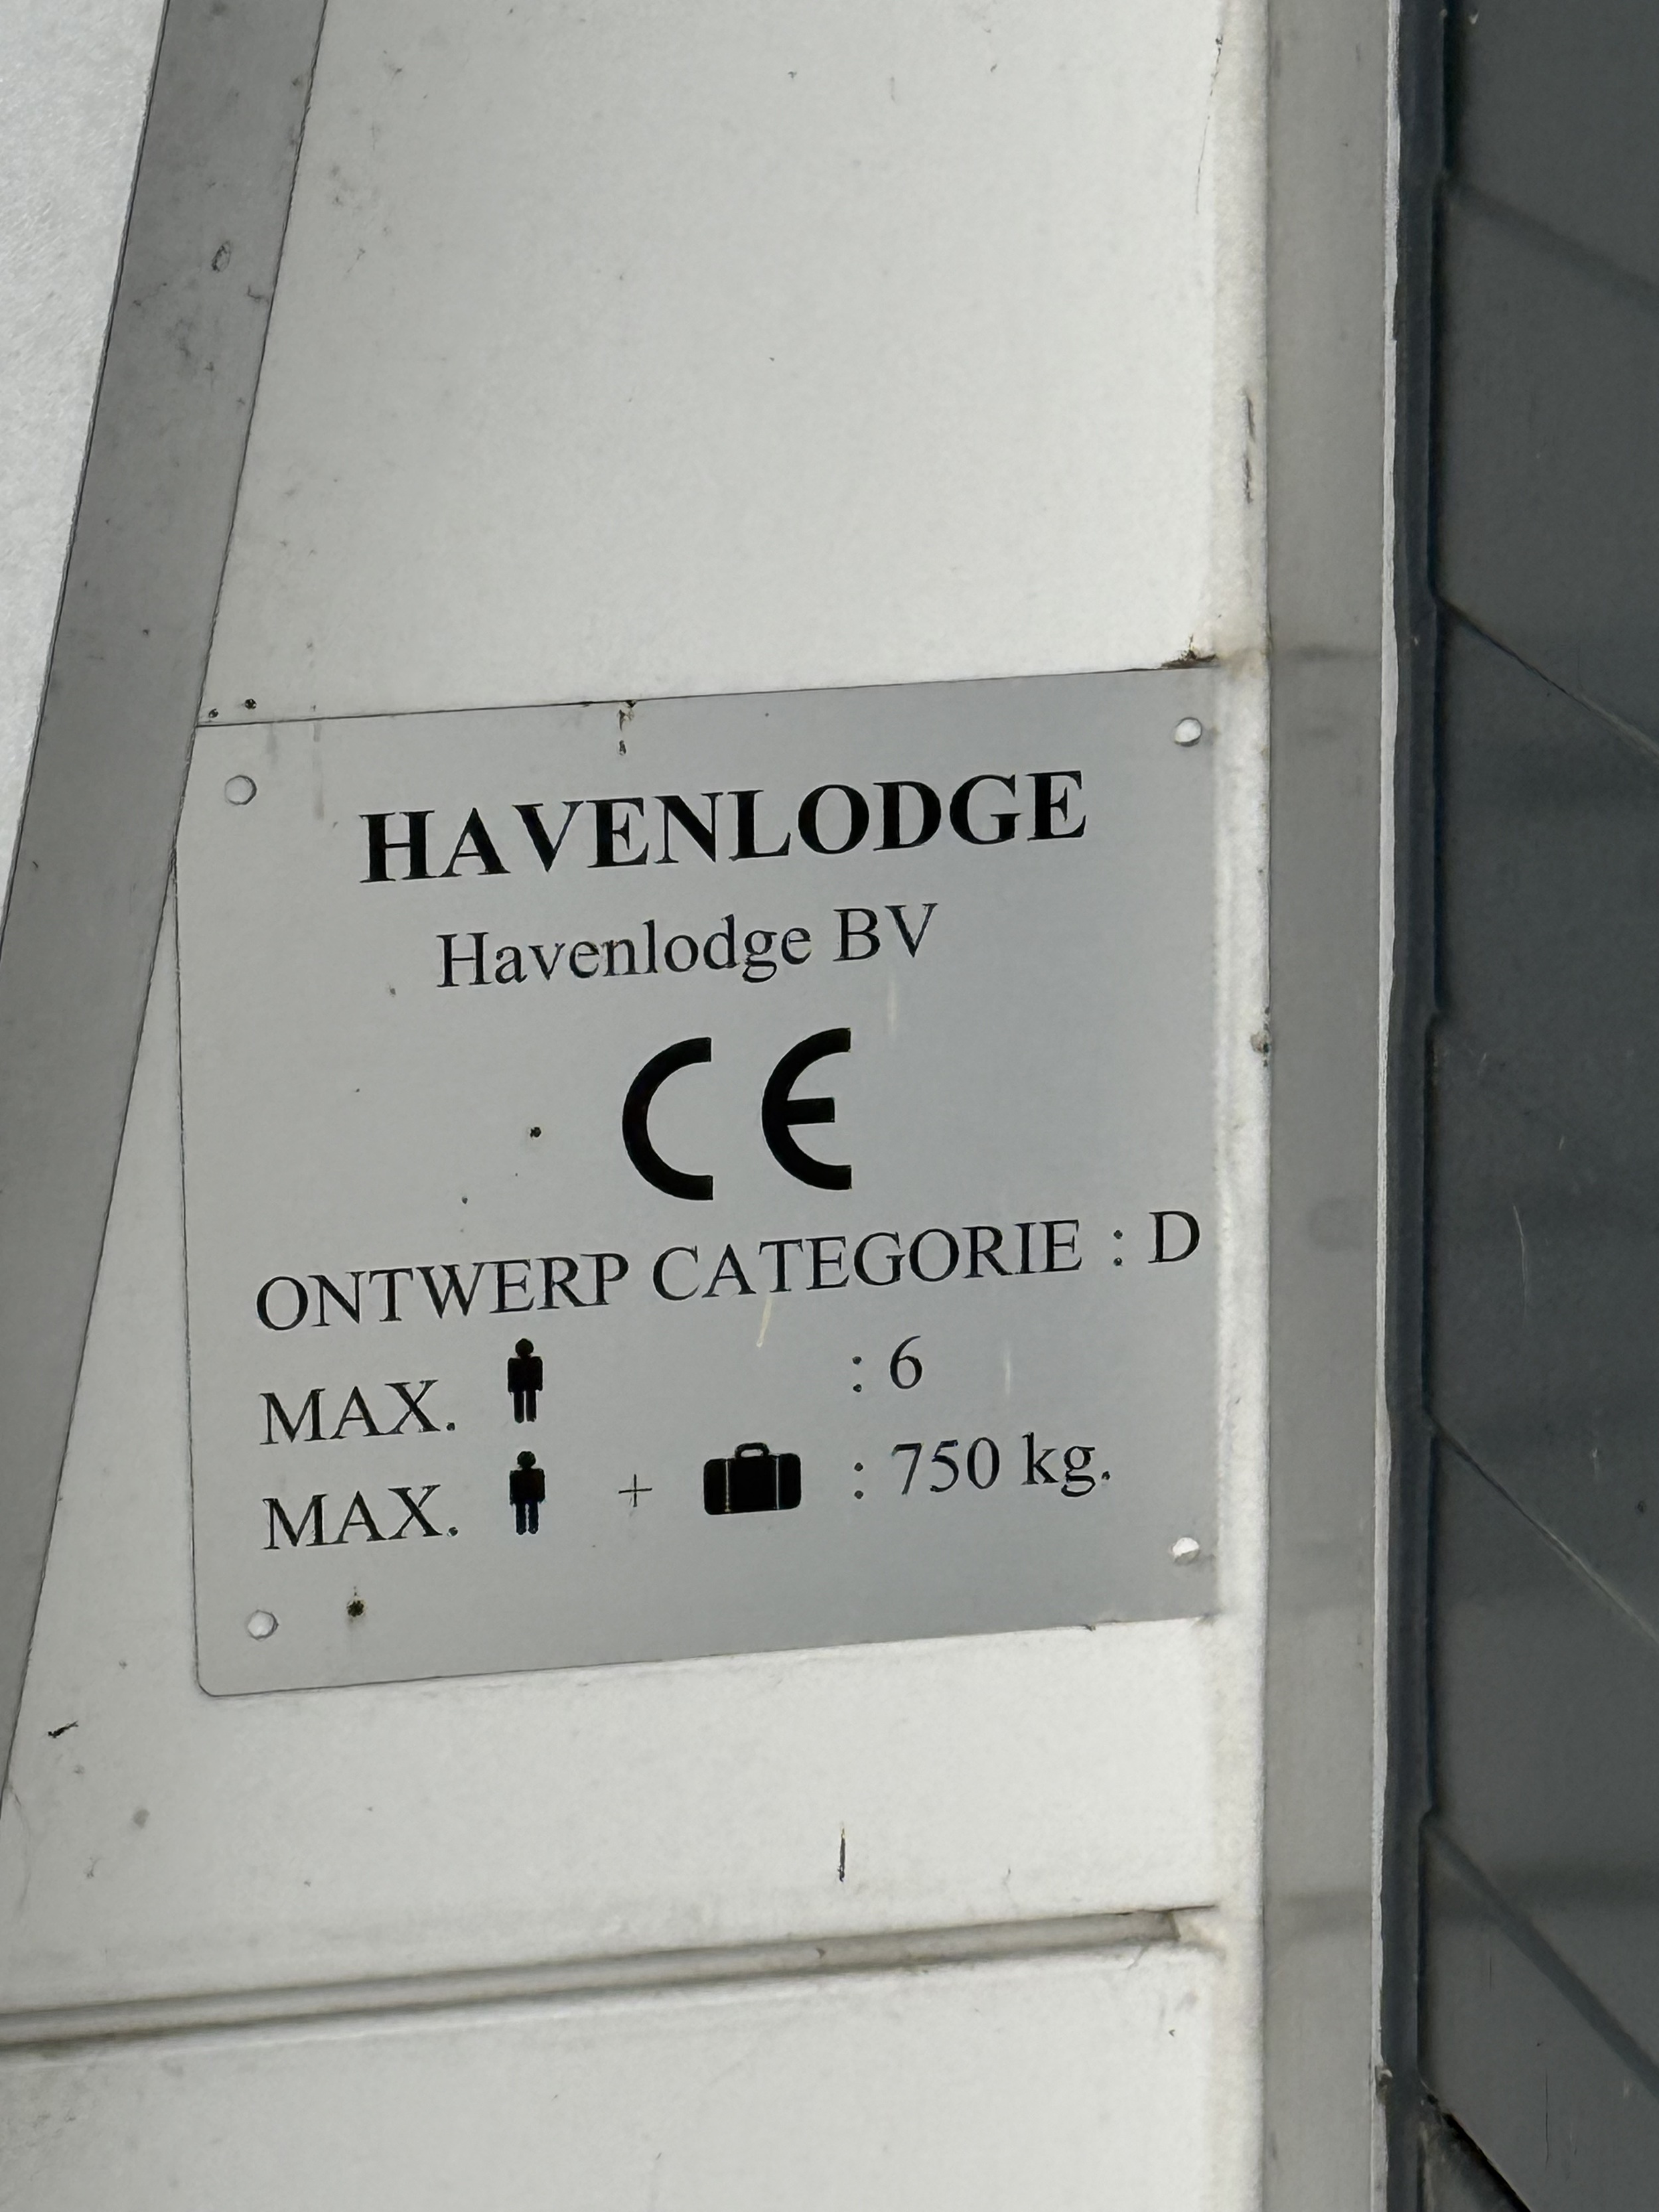 HAVENLODGE
Havenlodge BV
CE
ONTWERP CATEGORIE : D
MAX. : 6
MAX. + : 750 kg.